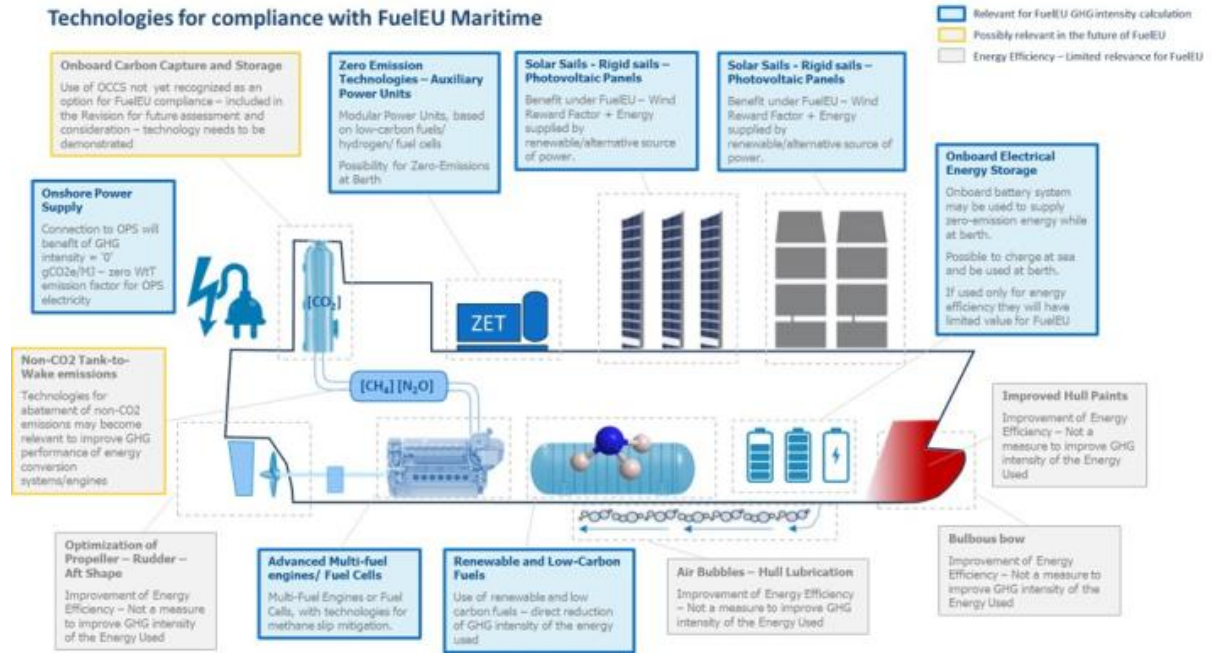 Technologies for compliance with FuelEU Maritime
Relevant for FuelEU GHG intensity calculation
Possibly relevant in the future of FuelEU
Energy Efficiency – Limited relevance for FuelEU
Onboard Carbon Capture and Storage
Use of OCCS not yet recognized as an
option for FuelEU compliance – included in
the Revision for future assessment and
consideration – technology needs to be
demonstrated
Zero Emission
Technologies – Auxiliary
Power Units
Modular Power Units, based
on low-carbon fuels/
hydrogen/ fuel cells
Possibility for Zero-Emissions
at Berth
Solar Sails - Rigid sails –
Photovoltaic Panels
Benefit under FuelEU – Wind
Reward Factor + Energy
supplied by
renewable/alternative source
of power.
Solar Sails - Rigid sails –
Photovoltaic Panels
Benefit under FuelEU – Wind
Reward Factor + Energy
supplied by
renewable/alternative source of
power.
Onboard Electrical
Energy Storage
Onboard battery system
may be used to supply
zero-emission energy while
at berth.
Possible to charge at sea
and be used at berth.
If used only for energy
efficiency they will have
limited value for FuelEU
Onshore Power
Supply
Connection to OPS will
benefit of GHG
intensity = '0'
gCO2e/MJ – zero WtT
emission factor for OPS
electricity
[CO2]
ZET
[CH4] [N2O]
Non-CO2 Tank-to-
Wake emissions
Technologies for
abatement of non-CO2
emissions may become
relevant to improve GHG
performance of energy
conversion
systems/engines
Improved Hull Paints
Improvement of Energy
Efficiency – Not a
measure to improve GHG
intensity of the Energy
Used
Optimization of
Propeller – Rudder –
Aft Shape
Improvement of Energy
Efficiency – Not a measure
to improve GHG intensity
of the Energy Used
Advanced Multi-fuel
engines/ Fuel Cells
Multi-Fuel Engines or Fuel
Cells, with technologies for
methane slip mitigation.
Renewable and Low-Carbon
Fuels
Use of renewable and low
carbon fuels – direct reduction
of GHG intensity of the energy
used
Air Bubbles – Hull Lubrication
Improvement of Energy Efficiency
– Not a measure to improve GHG
intensity of the Energy Used
Bulbous bow
Improvement of Energy
Efficiency – Not a measure to
improve GHG intensity of the
Energy Used